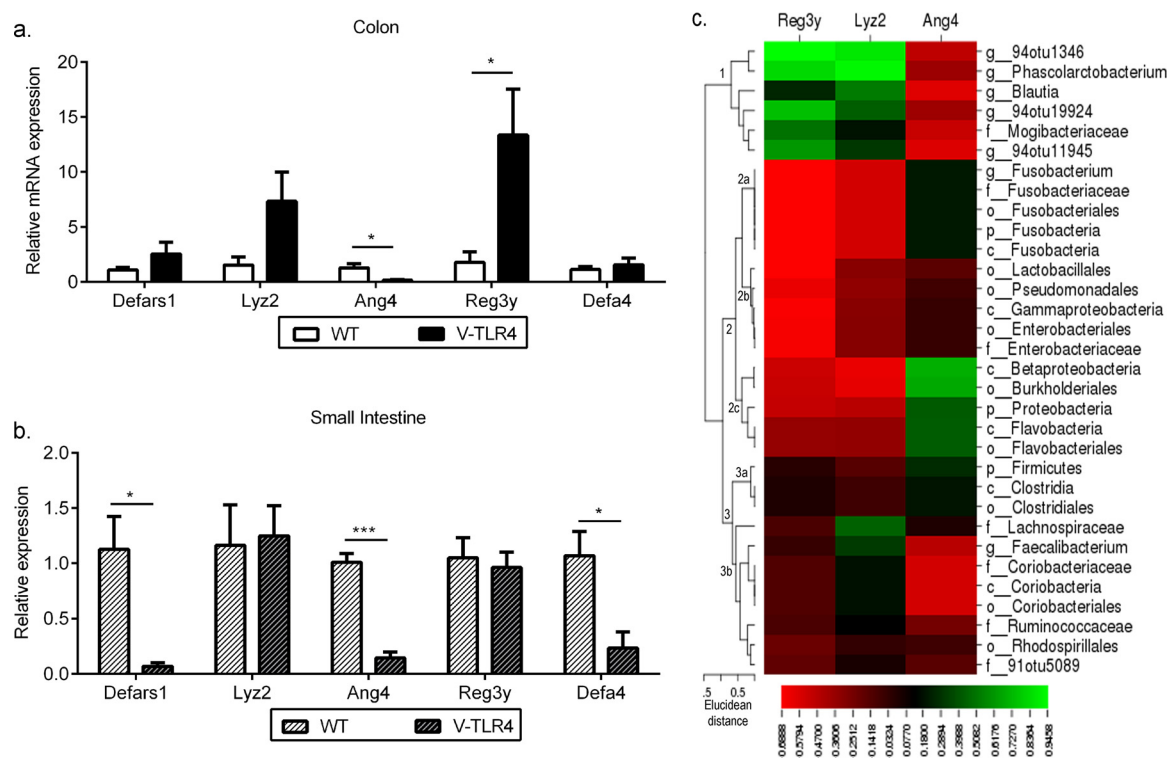 a.
Colon
Relative mRNA expression
20
15
10
5
0
*
*
Defars1 Lyz2 Ang4 Reg3y Defa4
WT V-TLR4
b.
Small Intestine
Relative expression
2.0
1.5
1.0
0.5
0.0
*
***
*
Defars1 Lyz2 Ang4 Reg3y Defa4
WT V-TLR4
c.
Reg3y Lyz2 Ang4
1
2a
2b
2
2c
3a
3
3b
g__94otu1346
g__Phascolarctobacterium
g__Blautia
g__94otu19924
f__Mogibacteriaceae
g__94otu11945
g__Fusobacterium
f__Fusobacteriaceae
o__Fusobacteriales
p__Fusobacteria
c__Fusobacteria
o__Lactobacillales
o__Pseudomonadales
c__Gammaproteobacteria
o__Enterobacteriales
f__Enterobacteriaceae
c__Betaproteobacteria
o__Burkholderiales
p__Proteobacteria
c__Flavobacteria
o__Flavobacteriales
p__Firmicutes
c__Clostridia
o__Clostridiales
f__Lachnospiraceae
g__Faecalibacterium
f__Coriobacteriaceae
c__Coriobacteria
o__Coriobacteriales
f__Ruminococcaceae
o__Rhodospirillales
f__91otu5089
.5 0.5
Elucidean
distance
0.6888 0.5794 0.4700 0.3606 0.2512 0.1418 0.0324 0.0770 0.1800 0.2894 0.3988 0.5082 0.6176 0.7270 0.8364 0.9458